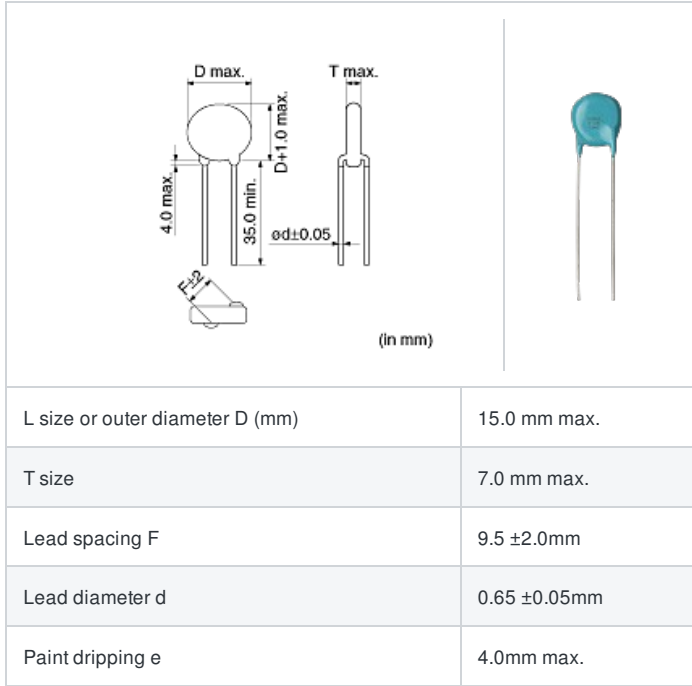 D max.
T max.
D+1.0 max.
4.0 max.
35.0 min.
ød±0.05
F±2
(in mm)
L size or outer diameter D (mm)
15.0 mm max.
T size
7.0 mm max.
Lead spacing F
9.5 ±2.0mm
Lead diameter d
0.65 ±0.05mm
Paint dripping e
4.0mm max.